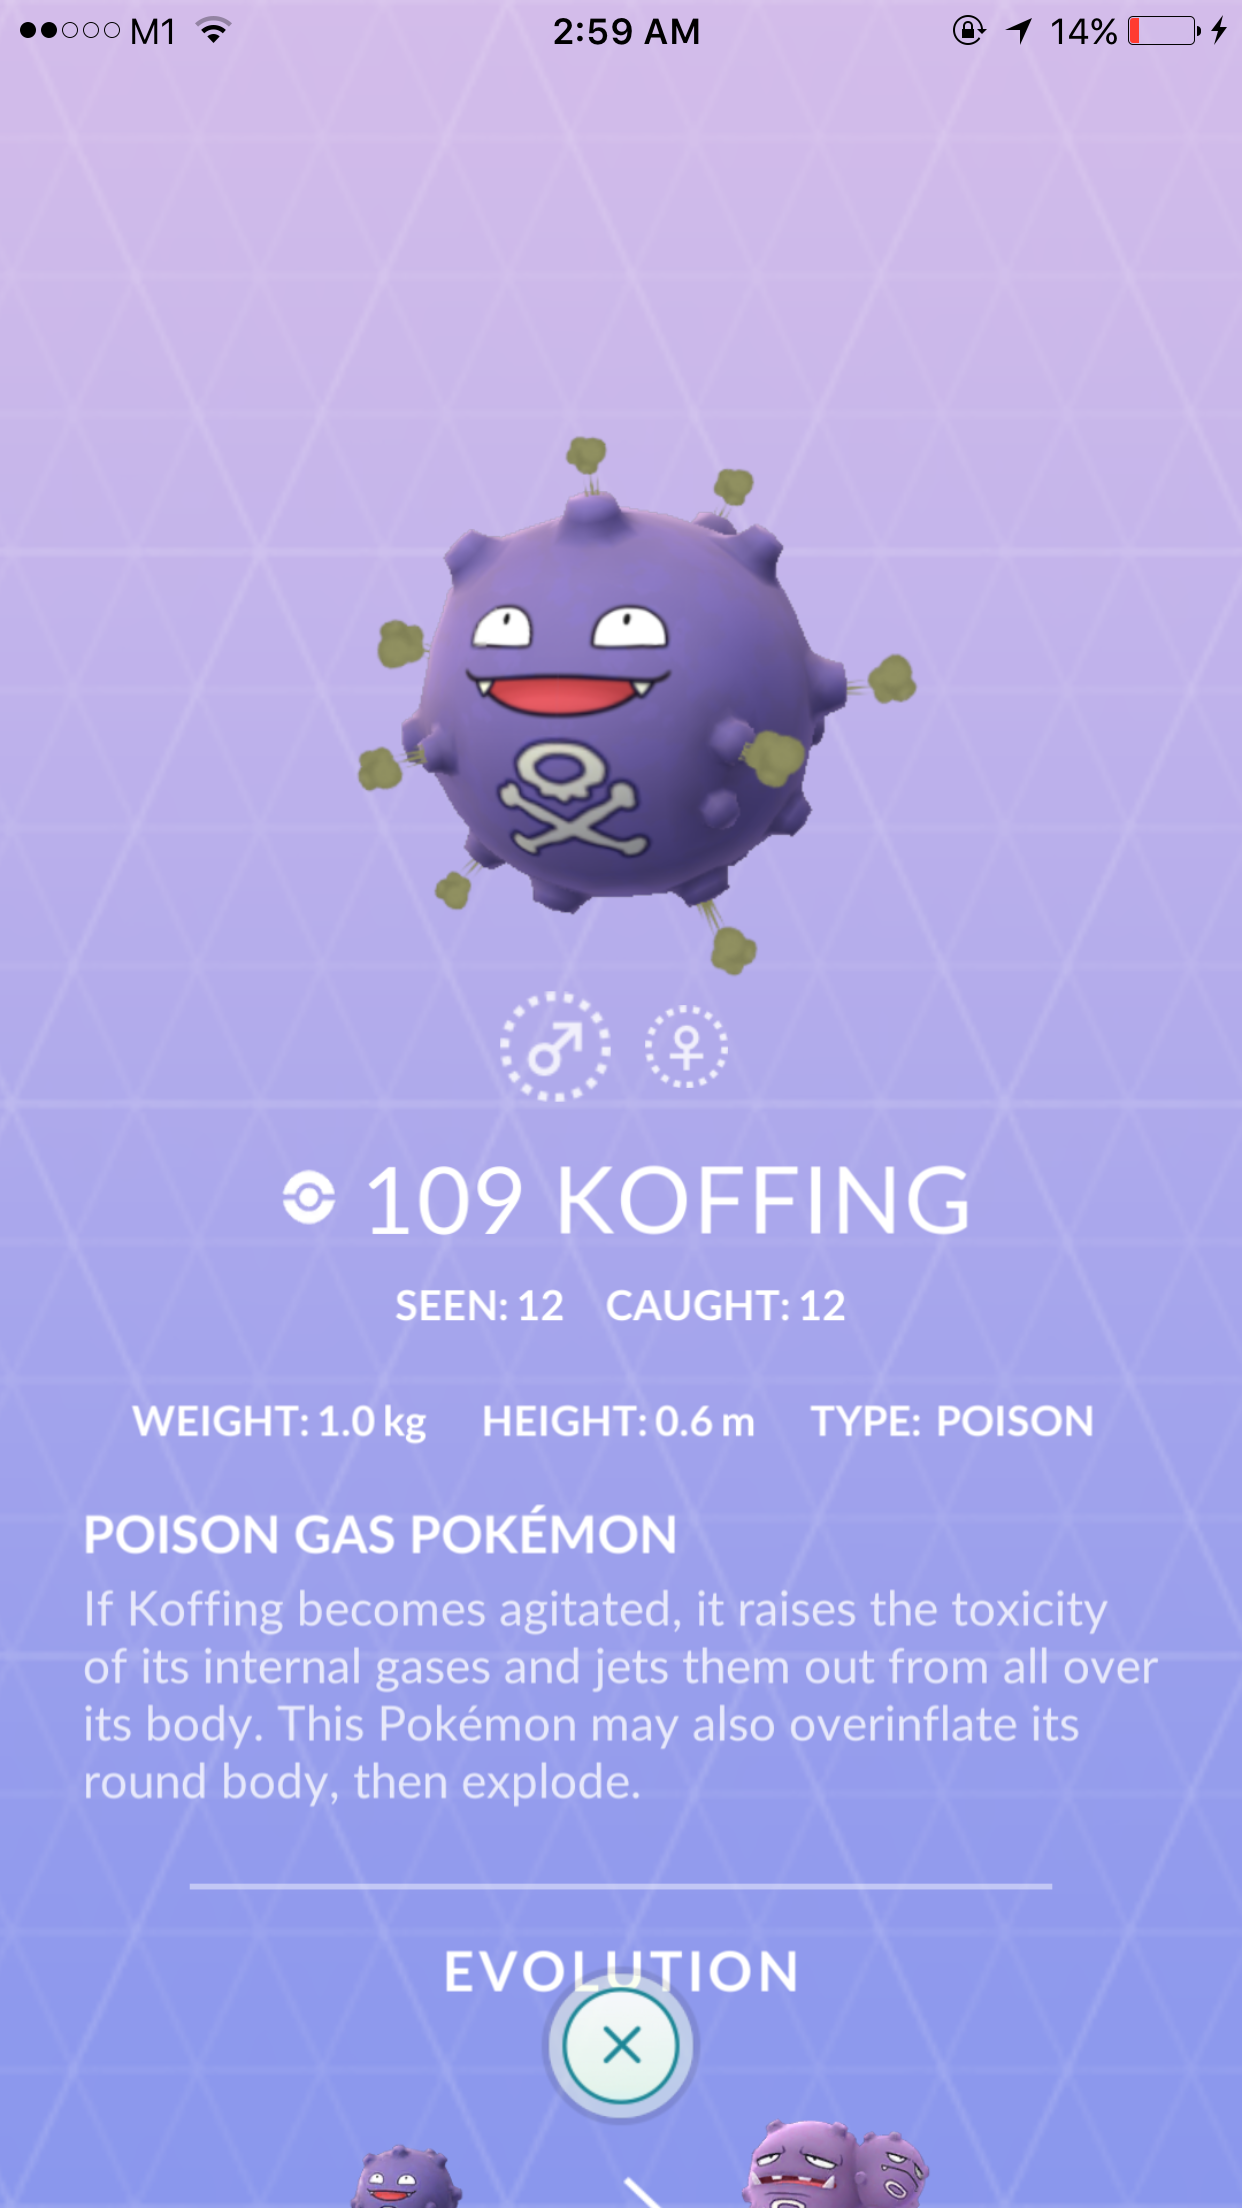 M1 2:59 AM 14%
109 KOFFING
SEEN: 12 CAUGHT: 12
WEIGHT: 1.0 kg HEIGHT: 0.6 m TYPE: POISON
POISON GAS POKÉMON
If Koffing becomes agitated, it raises the toxicity
of its internal gases and jets them out from all over
its body. This Pokémon may also overinflate its
round body, then explode.
EVOLUTION